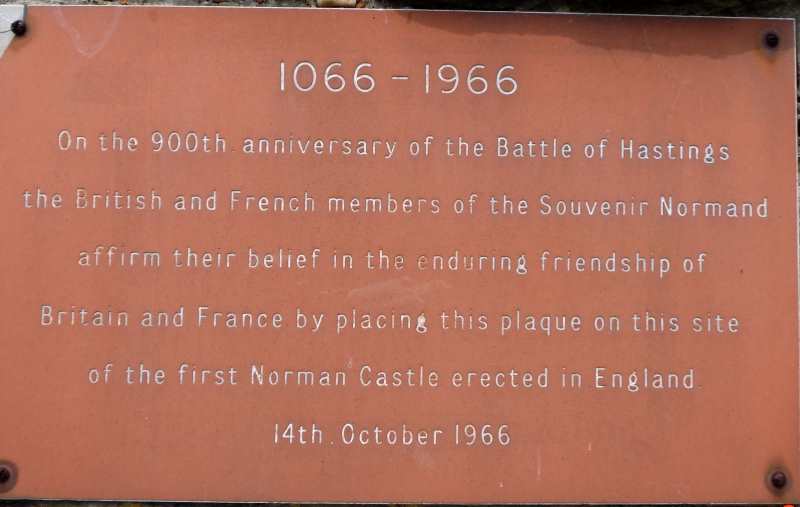 1066 - 1966
On the 900th. anniversary of the Battle of Hastings
the British and French members of the Souvenir Normand
affirm their belief in the enduring friendship of
Britain and France by placing this plaque on this site
of the first Norman Castle erected in England.
14th. October 1966